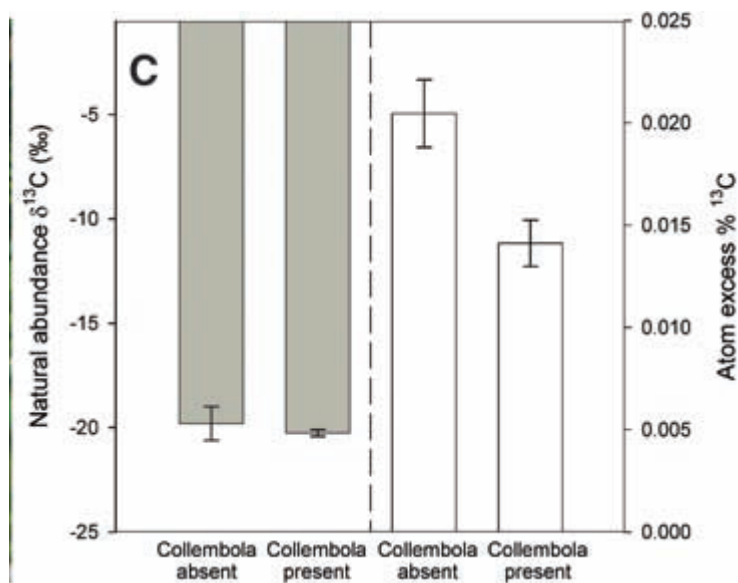 C
Natural abundance δ¹³C (‰)
-5
-10
-15
-20
-25
0.025
0.020
0.015
0.010
0.005
0.000
Atom excess % ¹³C
Collembola
absent
Collembola
present
Collembola
absent
Collembola
present